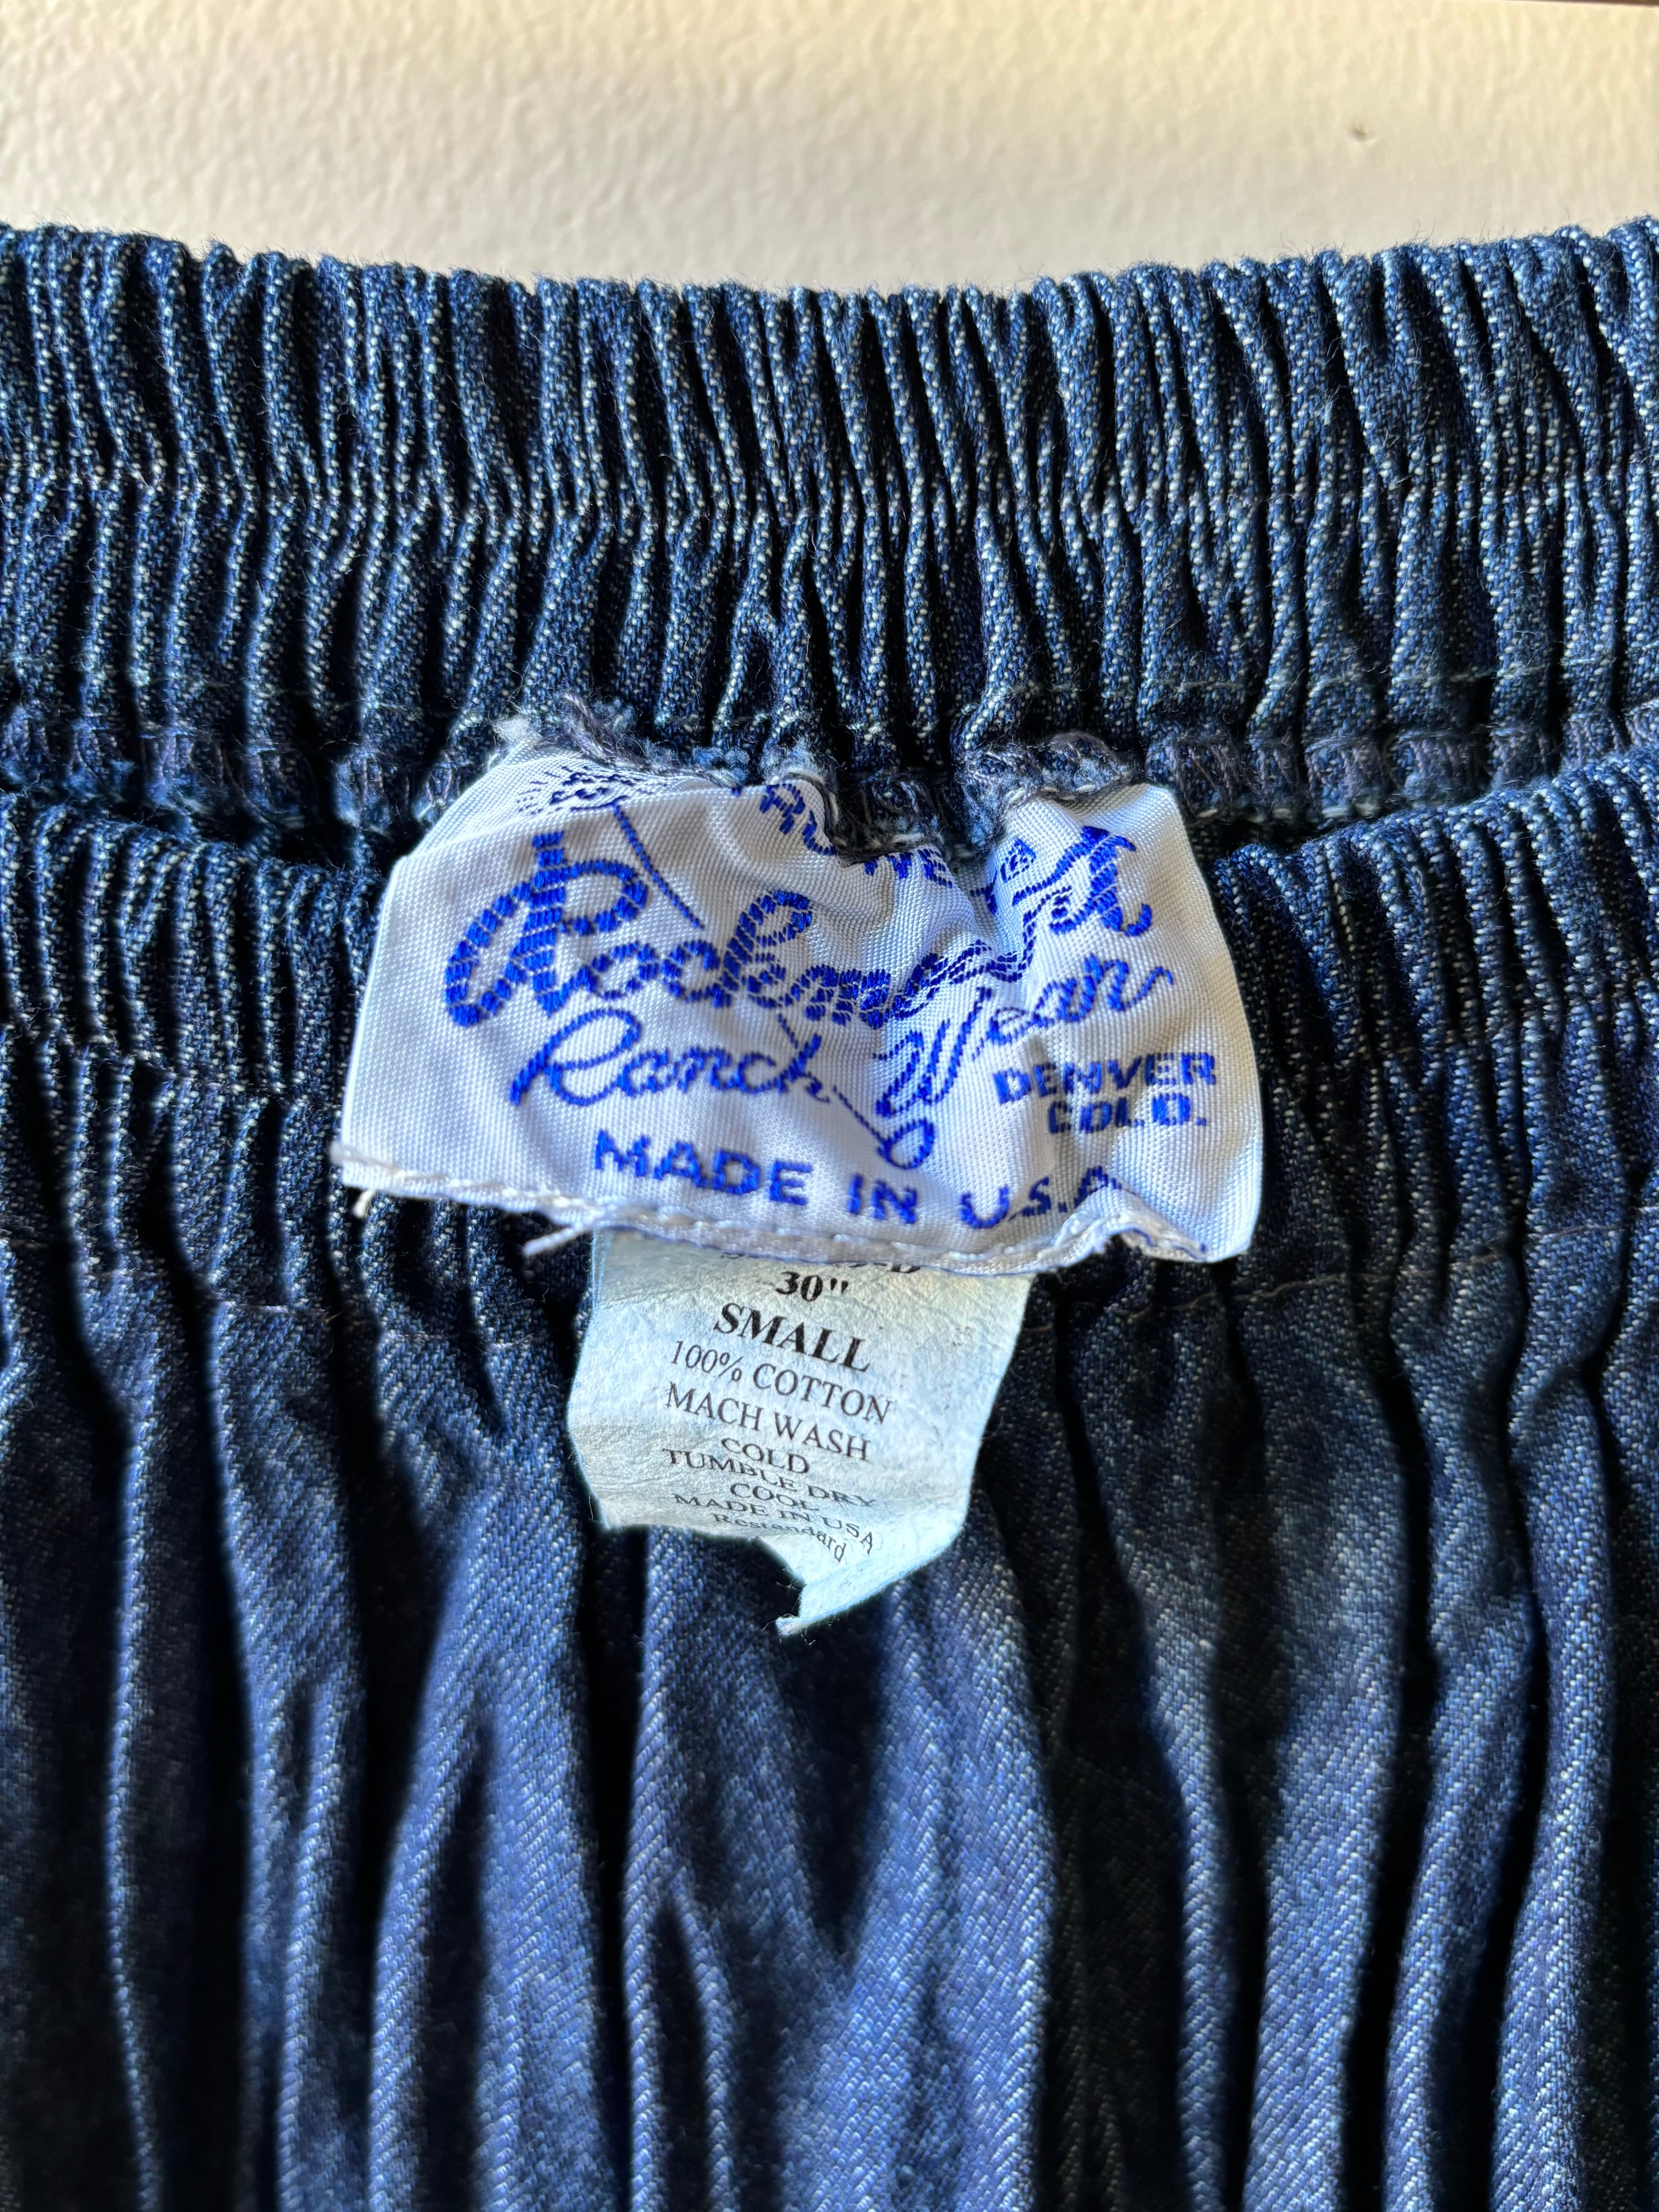 Rockmount
Ranch Wear
DENVER
COLO.
MADE IN U.S.A.
30"
SMALL
100% COTTON
MACH WASH
COLD
TUMBLE DRY
COOL
MADE IN USA